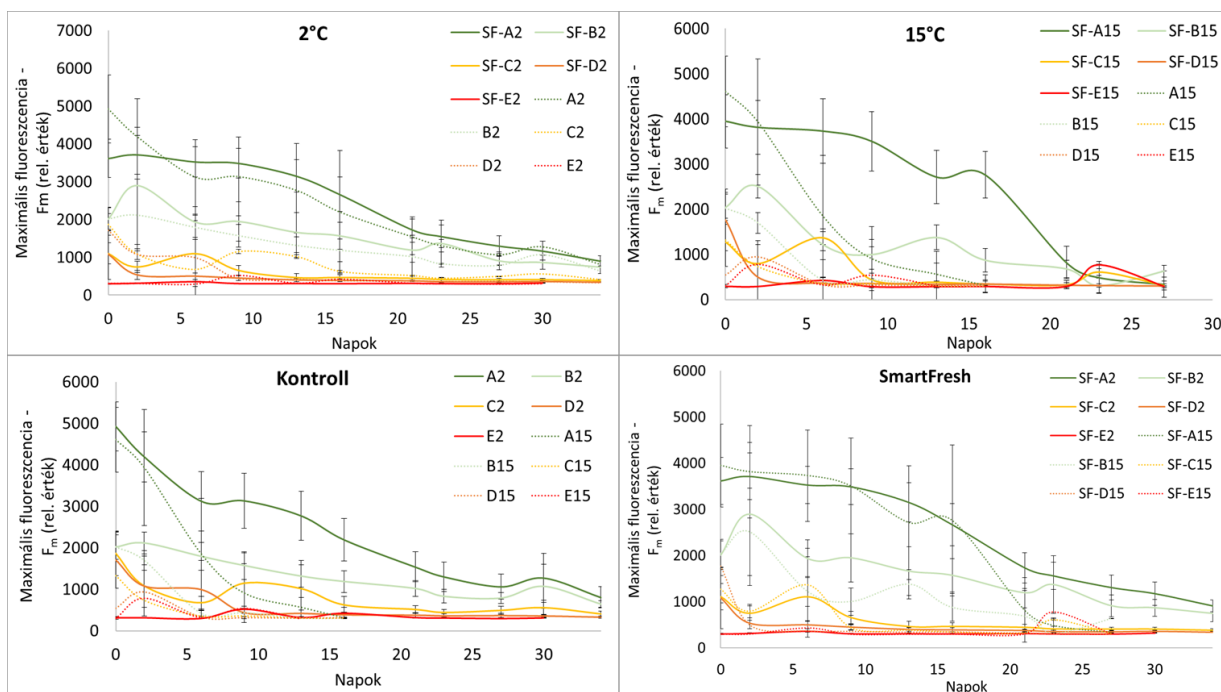 2°C
7000
6000
5000
4000
3000
2000
1000
0
0 5 10 15 20 25 30
Napok
Maximális fluoreszcencia -
Fm (rel. érték)
SF-A2 SF-B2
SF-C2 SF-D2
SF-E2 A2
B2 C2
D2 E2
15°C
6000
5000
4000
3000
2000
1000
0
0 5 10 15 20 25 30
Napok
Maximális fluoreszcencia -
Fm (rel. érték)
SF-A15 SF-B15
SF-C15 SF-D15
SF-E15 A15
B15 C15
D15 E15
Kontroll
6000
5000
4000
3000
2000
1000
0
0 5 10 15 20 25 30
Napok
Maximális fluoreszcencia -
Fm (rel. érték)
A2 B2
C2 D2
E2 A15
B15 C15
D15 E15
SmartFresh
6000
5000
4000
3000
2000
1000
0
0 5 10 15 20 25 30
Napok
Maximális fluoreszcencia -
Fm (rel. érték)
SF-A2 SF-B2
SF-C2 SF-D2
SF-E2 SF-A15
SF-B15 SF-C15
SF-D15 SF-E15